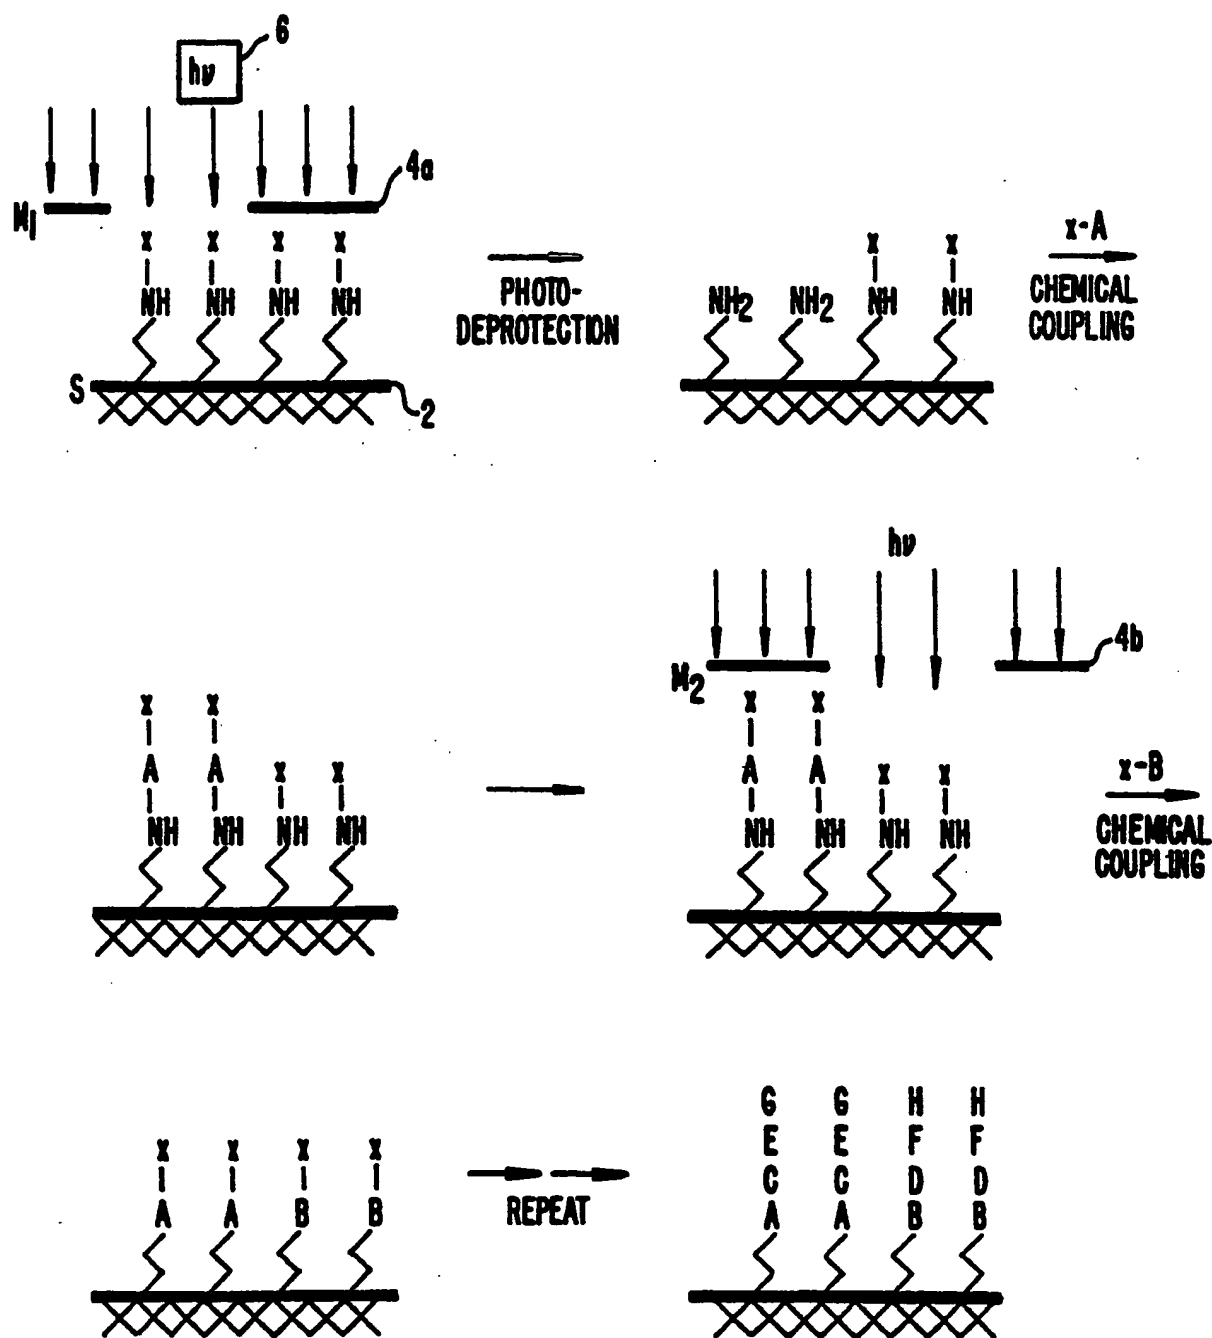 6
hν
4a
M1
x x x x
NH NH NH NH
S
2
PHOTO-
DEPROTECTION
x x
NH2 NH2 NH NH
x-A
CHEMICAL
COUPLING
x x
A A x x
NH NH NH NH
hν
4b
M2
x x
A A x x
NH NH NH NH
x-B
CHEMICAL
COUPLING
x x x x
A A B B
REPEAT
G G H H
E E F F
C C D D
A A B B